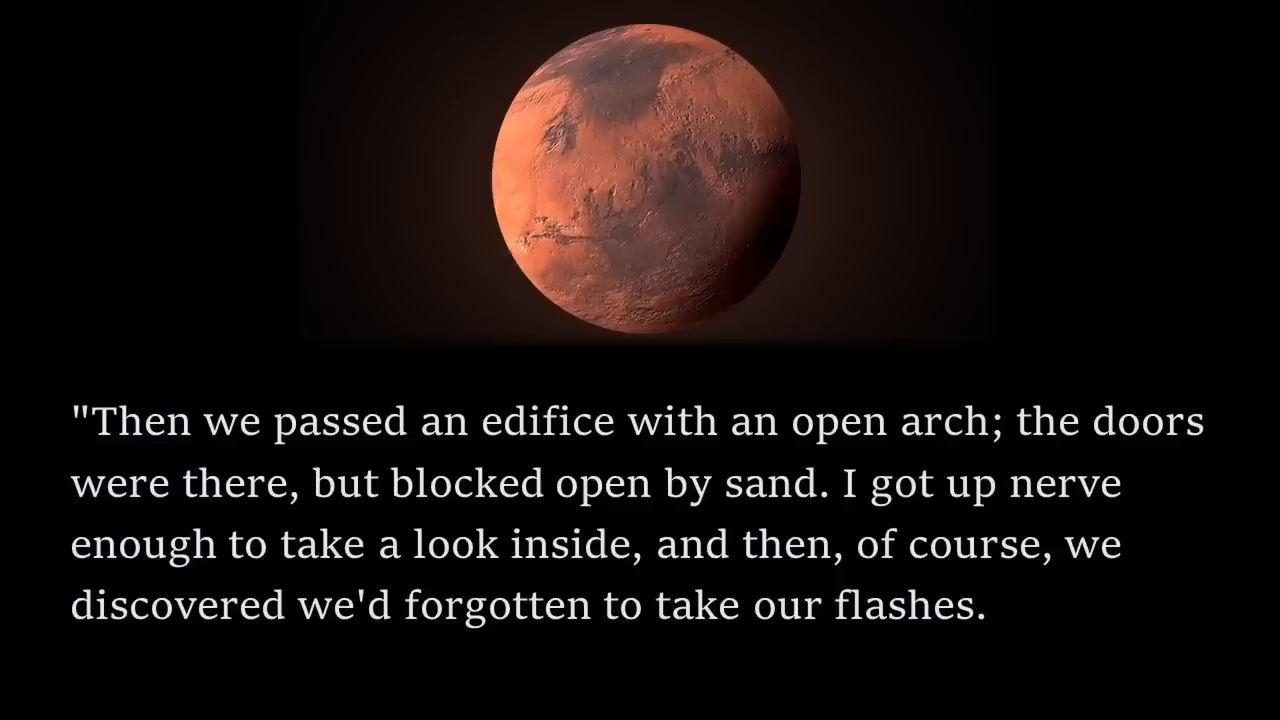 "Then we passed an edifice with an open arch; the doors
were there, but blocked open by sand. I got up nerve
enough to take a look inside, and then, of course, we
discovered we'd forgotten to take our flashes.